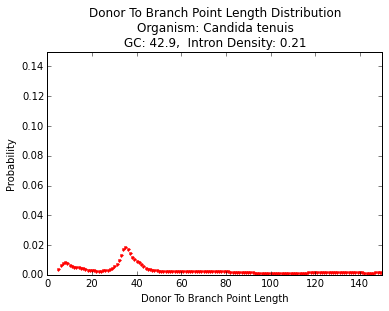 Donor To Branch Point Length Distribution
Organism: Candida tenuis
GC: 42.9,  Intron Density: 0.21
0.14
0.12
0.10
0.08
0.06
0.04
0.02
0.00
Probability
0 20 40 60 80 100 120 140
Donor To Branch Point Length